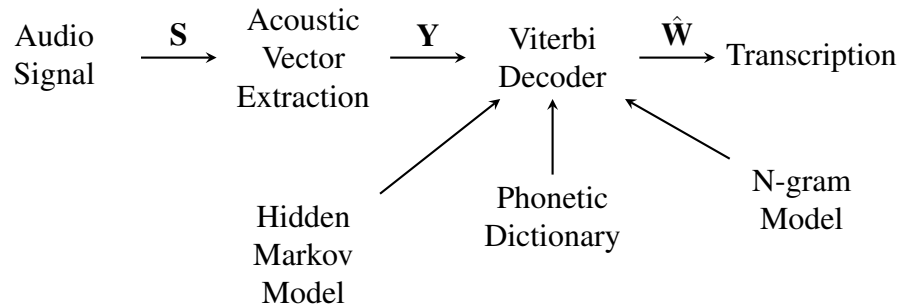 Audio
Signal
S
Acoustic
Vector
Extraction
Y
Viterbi
Decoder
Ŵ
Transcription
Hidden
Markov
Model
Phonetic
Dictionary
N-gram
Model